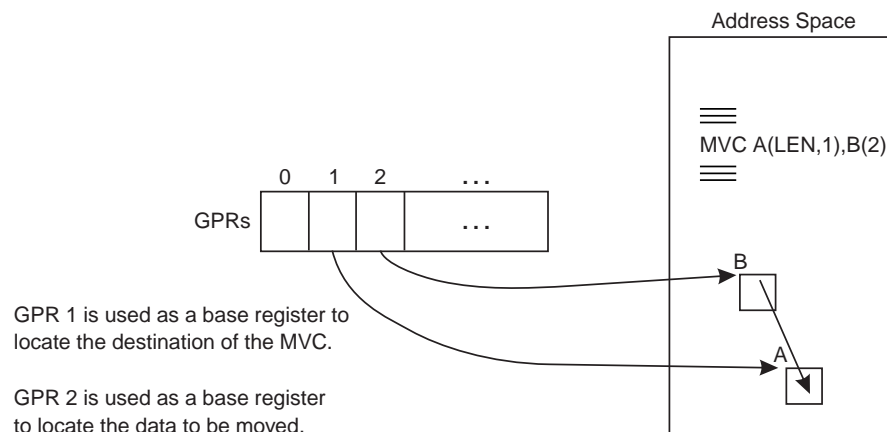 Address Space
MVC A(LEN,1),B(2)
0 1 2 ...
GPRs ...
B
GPR 1 is used as a base register to
locate the destination of the MVC.
A
GPR 2 is used as a base register
to locate the data to be moved.